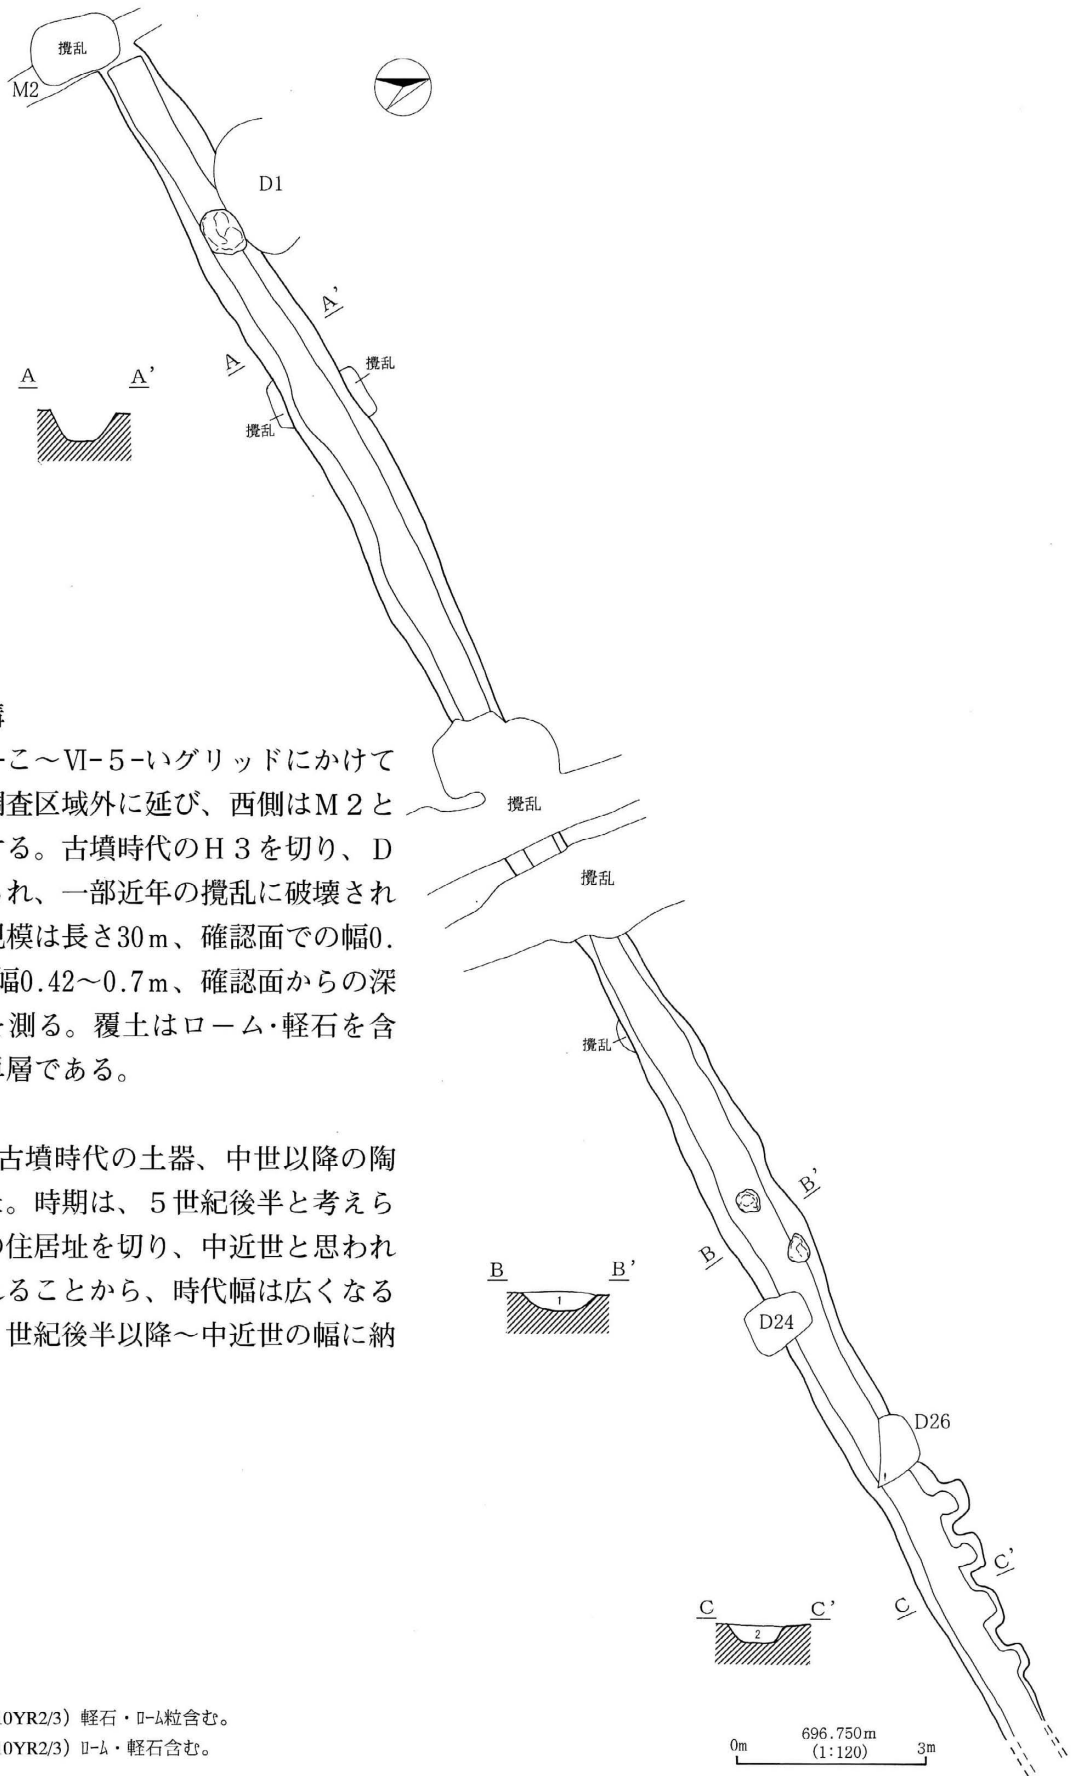 攪乱
M2
D1
A'
A
攪乱
A A'
攪乱
-こ～Ⅵ-5-いグリッドにかけて
調査区域外に延び、西側はM2と
する。古墳時代のH3を切り、D
れ、一部近年の攪乱に破壊され
規模は長さ30m、確認面での幅0.
幅0.42～0.7m、確認面からの深
を測る。覆土はローム・軽石を含
単層である。
古墳時代の土器、中世以降の陶
。時期は、5世紀後半と考えら
の住居址を切り、中近世と思われ
れることから、時代幅は広くなる
世紀後半以降～中近世の幅に納
攪乱
攪乱
攪乱
B'
B
B B'
1
D24
D26
C'
C
C C'
2
10YR2/3) 軽石・ローム粒含む。
10YR2/3) ローム・軽石含む。
696.750m
0m (1:120) 3m